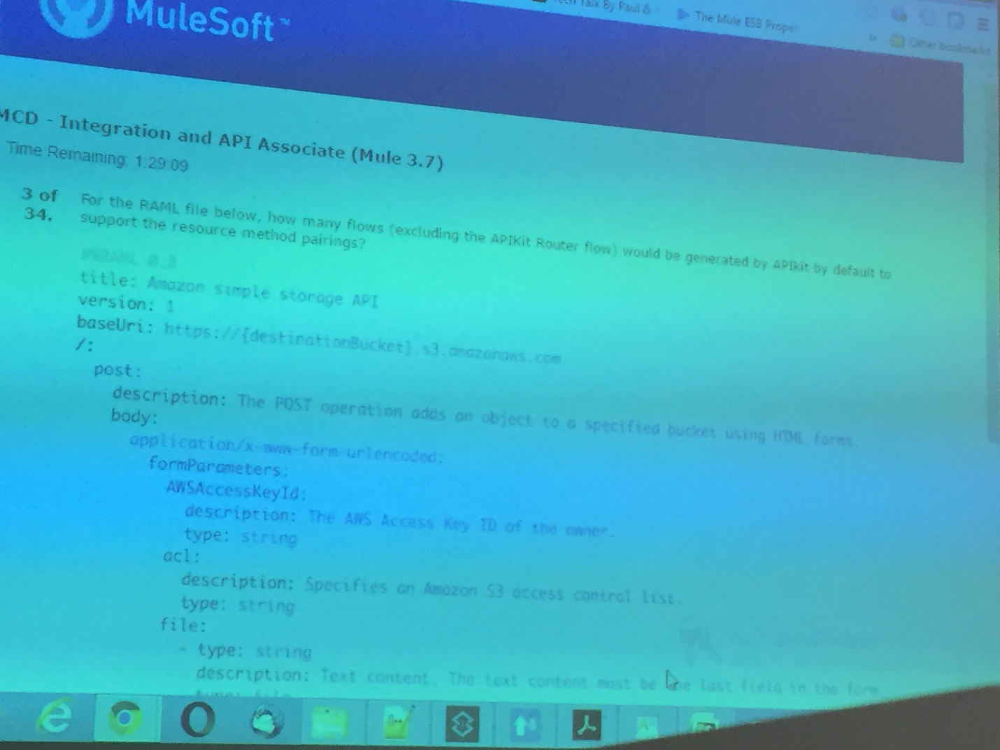 MuleSoft™
Talk By Paul &
The Mule ESB Proper
»
Other bookmarks
MCD - Integration and API Associate (Mule 3.7)
Time Remaining: 1:29:09
3 of
34.
For the RAML file below, how many flows (excluding the APIKit Router flow) would be generated by APIkit by default to
support the resource method pairings?
#%RAML 0.8
title: Amazon simple storage API
version: 1
baseUri: https://{destinationBucket}.s3.amazonaws.com
/:
post:
description: The POST operation adds an object to a specified bucket using HTML forms.
body:
application/x-www-form-urlencoded:
formParameters:
AWSAccessKeyId:
description: The AWS Access Key ID of the owner.
type: string
acl:
description: Specifies an Amazon S3 access control list.
type: string
file:
- type: string
description: Text content. The text content must be the last field in the form.
type: file